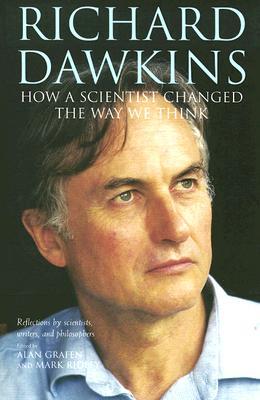 RICHARD
DAWKINS
HOW A SCIENTIST CHANGED
THE WAY WE THINK
Reflections by scientists,
writers, and philosophers
Edited by
ALAN GRAFEN
AND MARK RIDLEY